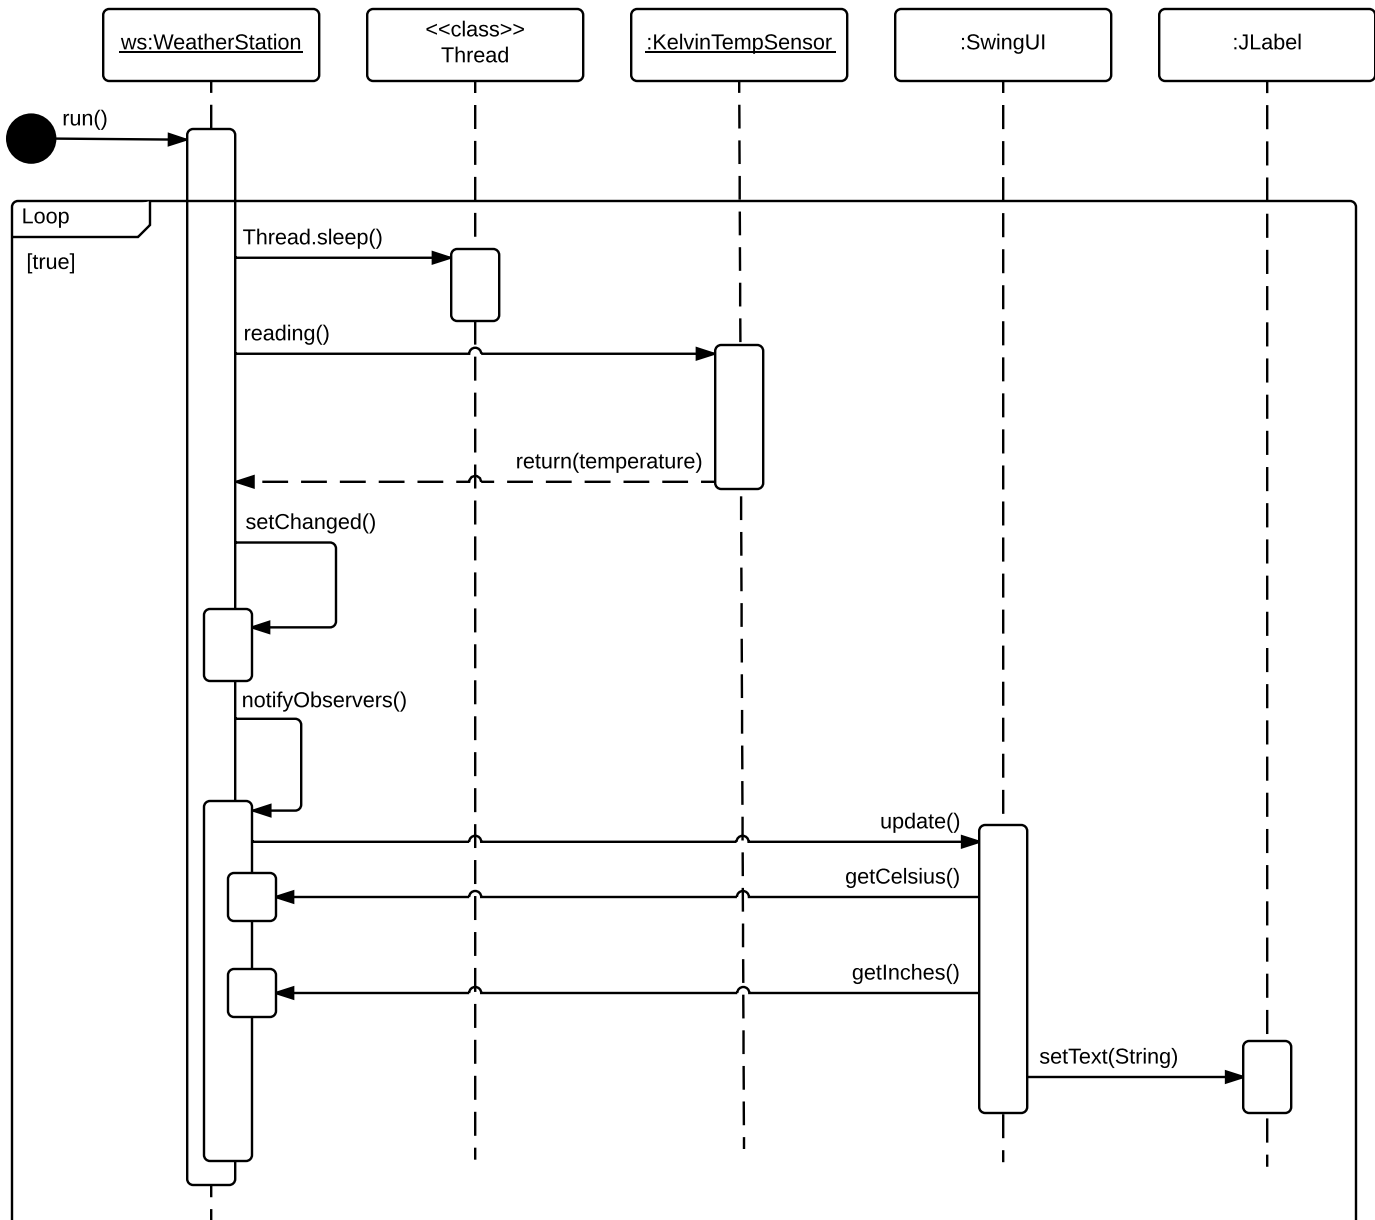 ws:WeatherStation
<<class>>
Thread
:KelvinTempSensor
:SwingUI
:JLabel
run()
Loop
[true]
Thread.sleep()
reading()
return(temperature)
setChanged()
notifyObservers()
update()
getCelsius()
getInches()
setText(String)